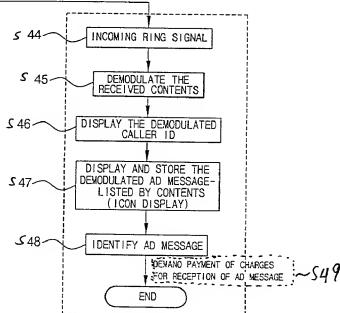 S44
INCOMING RING SIGNAL
S45
DEMODULATE THE
RECEIVED CONTENTS
S46
DISPLAY THE DEMODULATED
CALLER ID
S47
DISPLAY AND STORE THE
DEMODULATED AD MESSAGE-
LISTED BY CONTENTS
(ICON DISPLAY)
S48
IDENTIFY AD MESSAGE
DEMAND PAYMENT OF CHARGES
FOR RECEPTION OF AD MESSAGE
S49
END